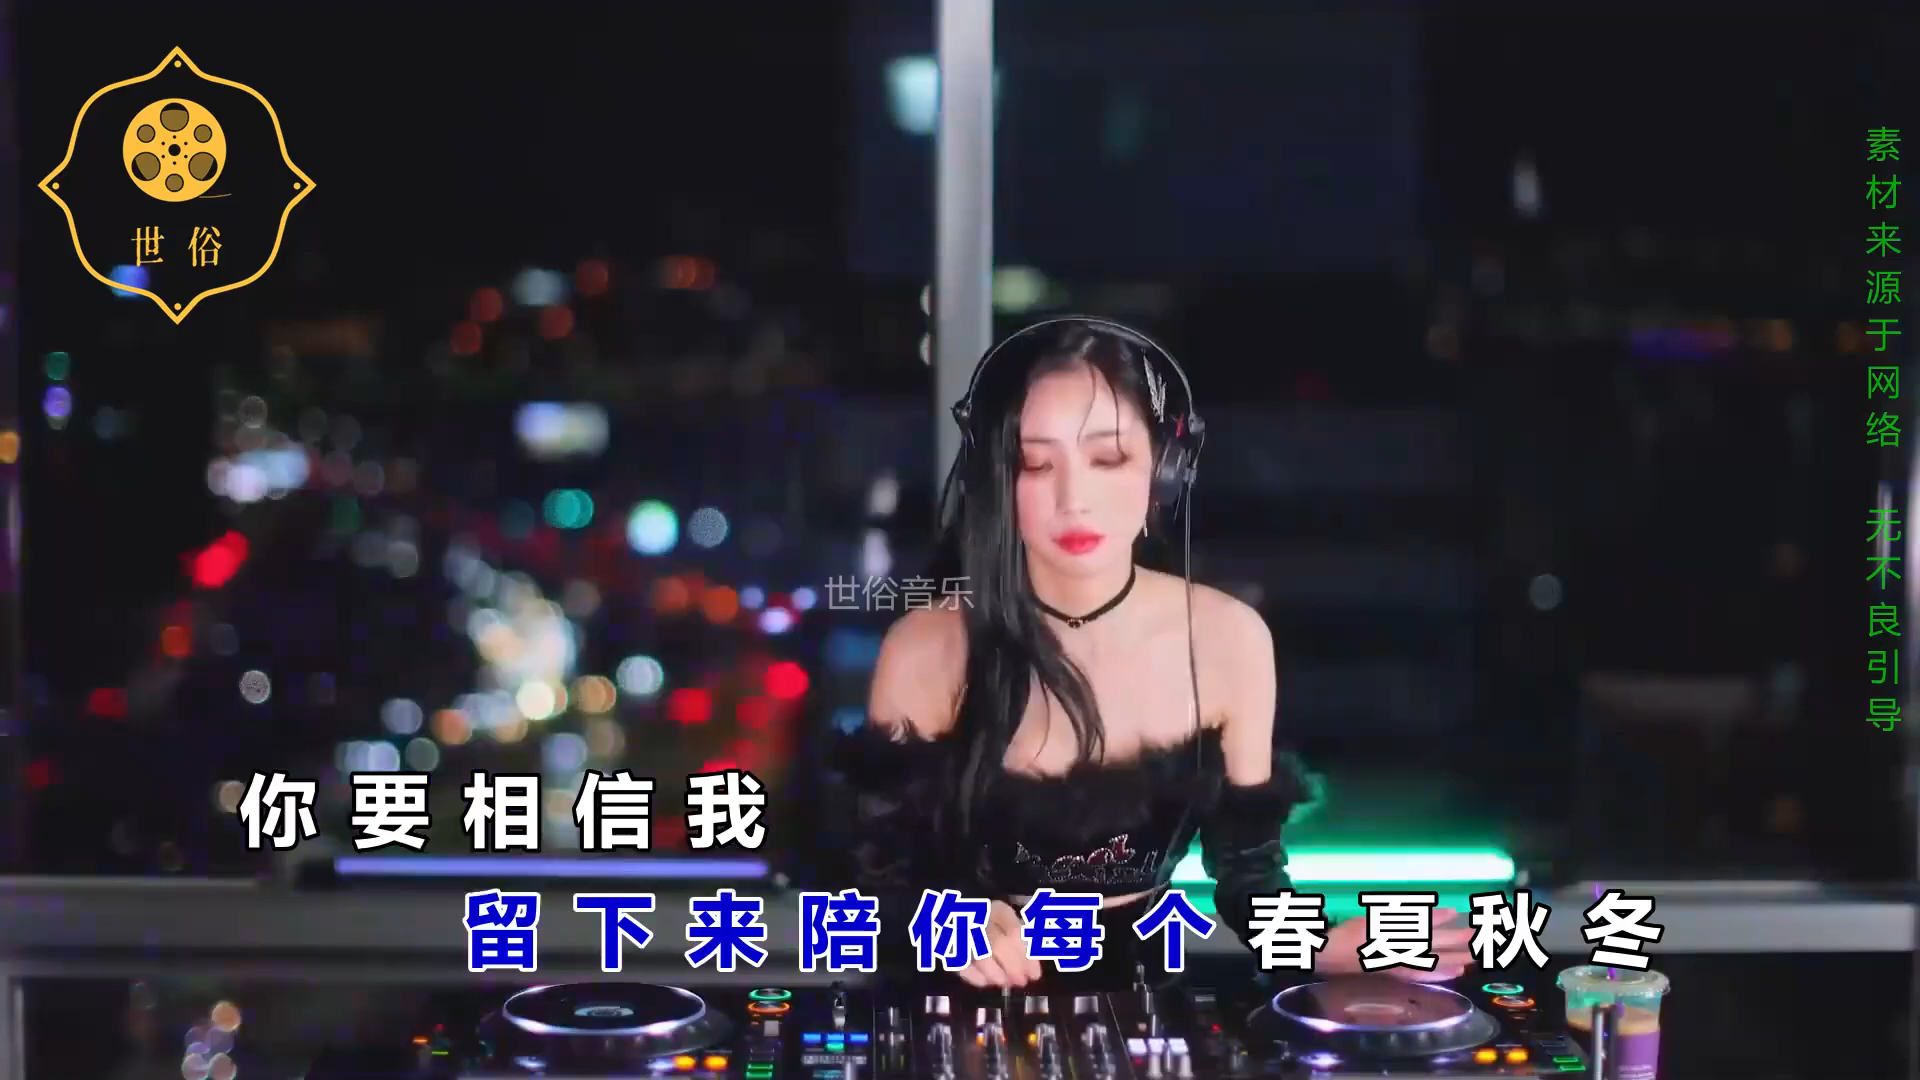 世俗
素材来源于网络 无不良引导
世俗音乐
你要相信我
留下来陪你每个春夏秋冬